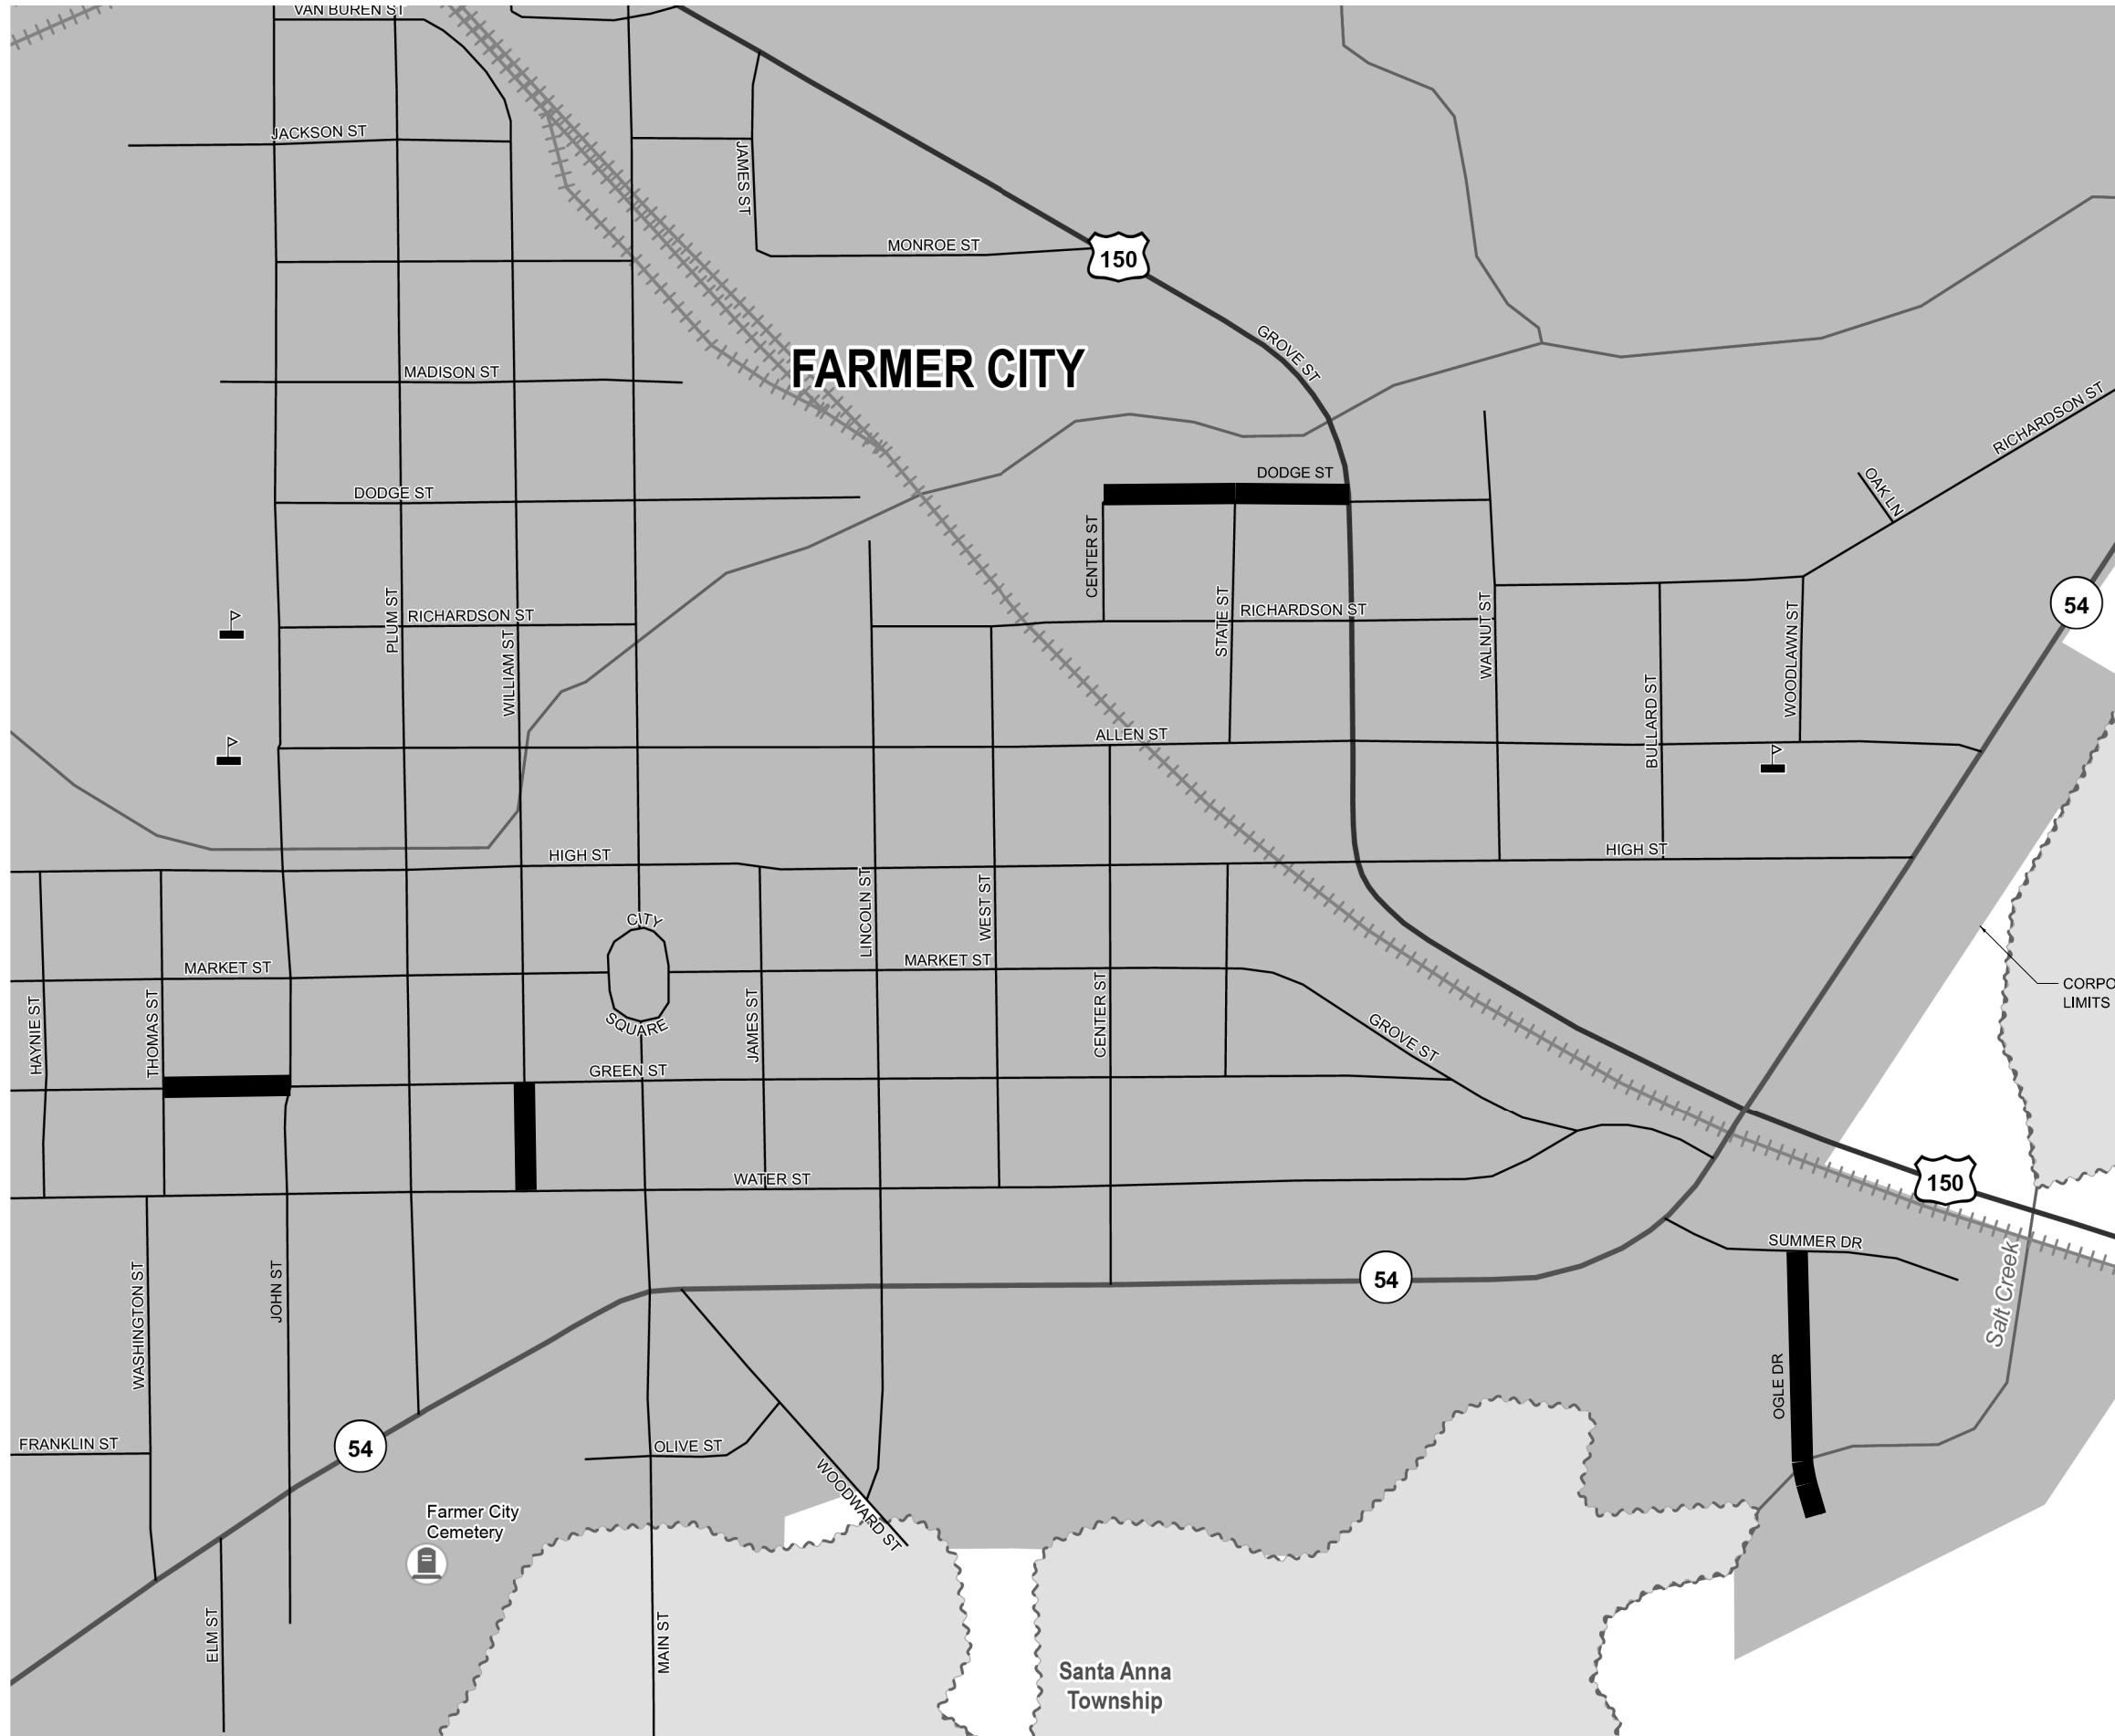 VAN BUREN ST
JACKSON ST
JAMES ST
MONROE ST
150
GROVE ST
FARMER CITY
MADISON ST
RICHARDSON ST
OAK LN
DODGE ST
DODGE ST
CENTER ST
STATE ST
54
PLUM ST
RICHARDSON ST
WILLIAM ST
RICHARDSON ST
WALNUT ST
BULLARD ST
WOODLAWN ST
ALLEN ST
HIGH ST
HIGH ST
CITY
SQUARE
LINCOLN ST
WEST ST
MARKET ST
MARKET ST
HAYNIE ST
THOMAS ST
JAMES ST
CENTER ST
GROVE ST
CORPO
LIMITS
GREEN ST
WATER ST
150
SUMMER DR
Salt Creek
WASHINGTON ST
JOHN ST
54
OGLE DR
FRANKLIN ST
54
OLIVE ST
WOODWARD ST
Farmer City
Cemetery
ELM ST
MAIN ST
Santa Anna
Township